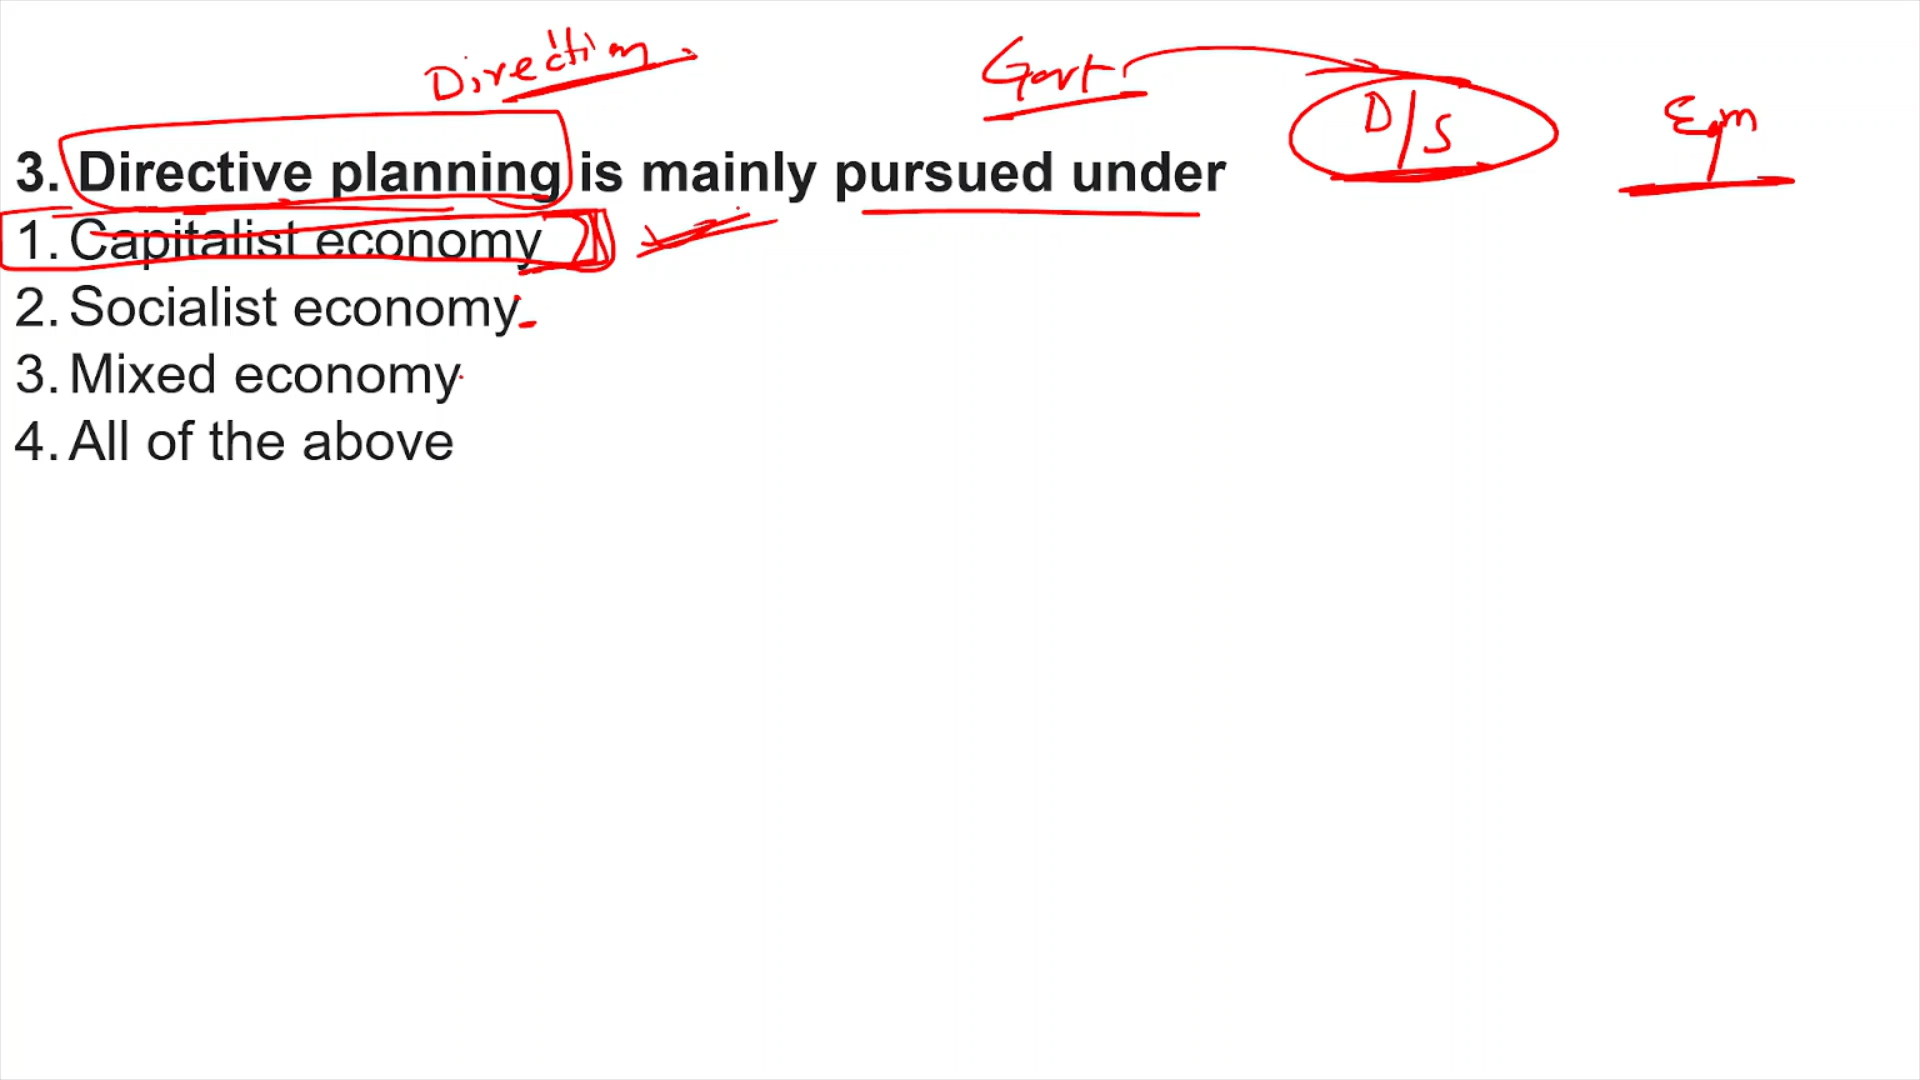 Direction
Govt
D/S
Eqm
3. Directive planning is mainly pursued under
1. Capitalist economy
2. Socialist economy
3. Mixed economy
4. All of the above